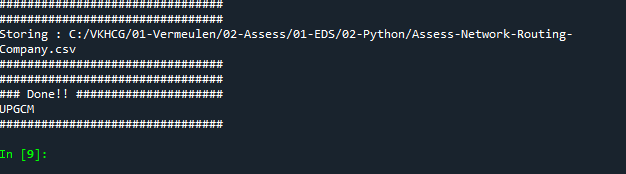 ################################
################################
Storing : C:/VKHCG/01-Vermeulen/02-Assess/01-EDS/02-Python/Assess-Network-Routing-
Company.csv
################################
################################
### Done!! #####################
UPGCM
################################
In [9]: